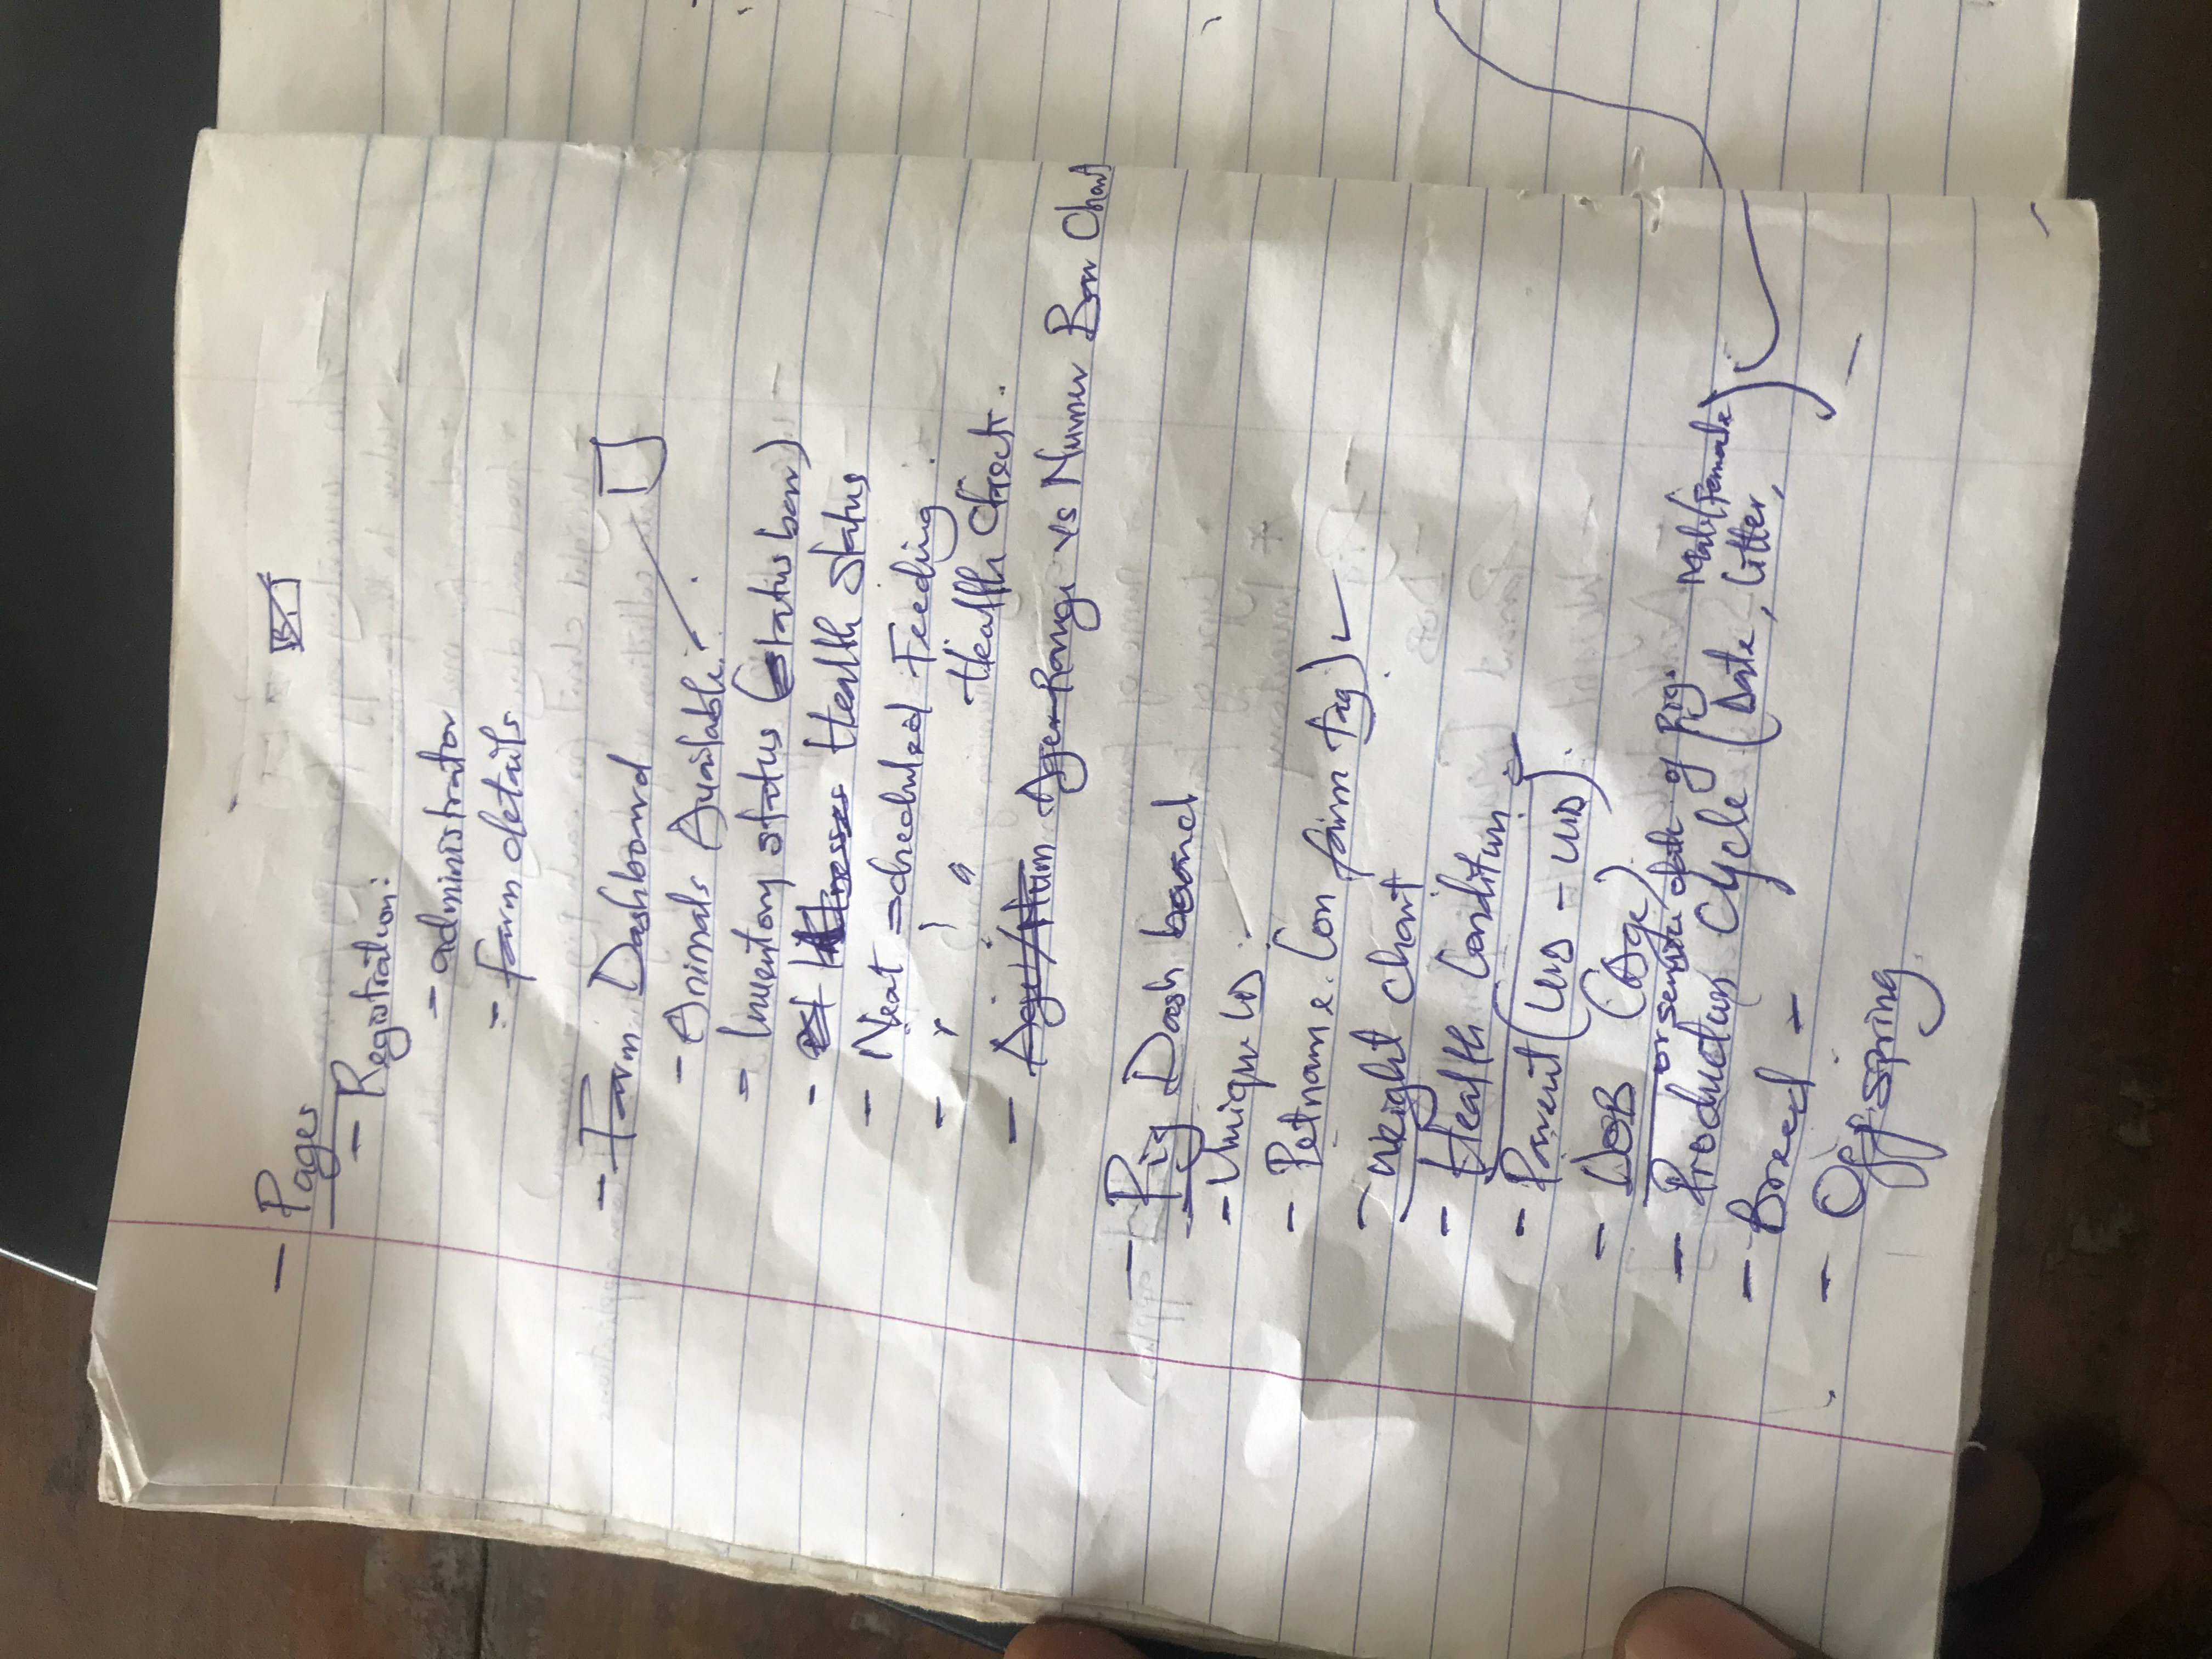 - Pages
- Registration:
- administrator
- farm details
- Farm Dashboard
- Animals Available:
- Inventory status (status bar)
- Health Status
- Next scheduled Feeding :
- " " " Health Check.
- Age Range vs Numer Bar Chart
- Pig Dash board
- Unique ID :
- Petname. (on farm tag) ✓
- Weight chart
- Health Condition
- Parent (UID - UID)
- DOB (Age)
or service date of Pig.
Male/Female
- Production Cycle (Date, Litter, )
- Breed -
- Offspring